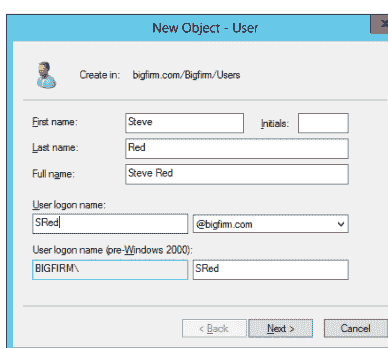 New Object - User
Create in: bigfirm.com/Bigfirm/Users
First name: Steve Initials:
Last name: Red
Full name: Steve Red
User logon name:
SRed @bigfirm.com
User logon name (pre-Windows 2000):
BIGFIRM\ SRed
< Back Next > Cancel